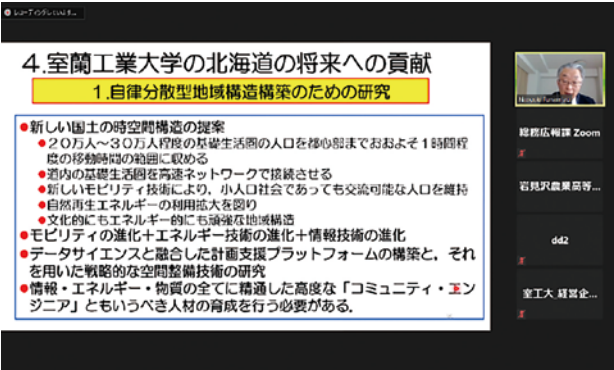 レコーディングしています...
4.室蘭工業大学の北海道の将来への貢献
1.自律分散型地域構造構築のための研究
●新しい国土の時空間構造の提案
●20万人～30万人程度の基礎生活圏の人口を都心部までおおよそ1時間程
度の移動時間の範囲に収める
●道内の基礎生活圏を高速ネットワークで接続させる
●新しいモビリティ技術により、小人口社会であっても交流可能な人口を維持
●自然再生エネルギーの利用拡大を図り
●文化的にもエネルギー的にも頑強な地域構造
●モビリティの進化＋エネルギー技術の進化＋情報技術の進化
●データサイエンスと融合した計画支援プラットフォームの構築と，それ
を用いた戦略的な空間整備技術の研究
●情報・エネルギー・物質の全てに精通した高度な「コミュニティ・エン
ジニア」ともいうべき人材の育成を行う必要がある．
総務広報課 Zoom
岩見沢農業高等...
dd2
室工大_経営企...